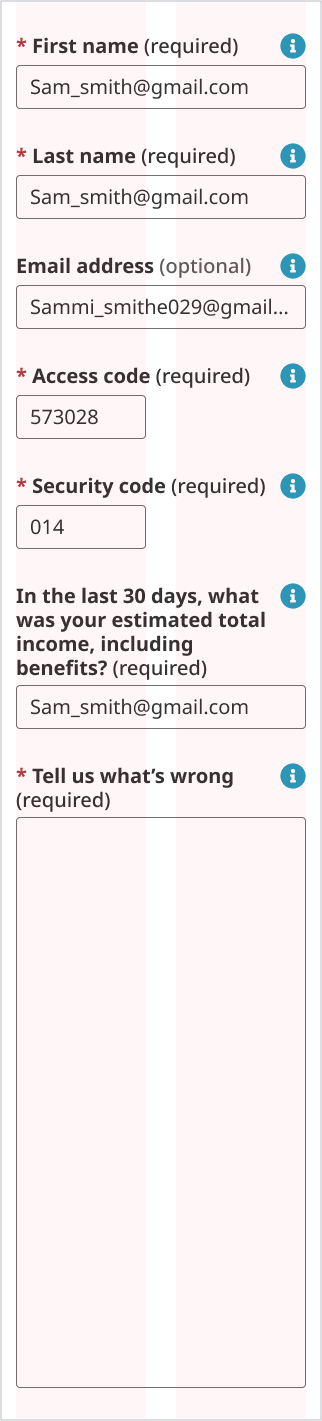 * First name (required)
Sam_smith@gmail.com
* Last name (required)
Sam_smith@gmail.com
Email address (optional)
Sammi_smithe029@gmail...
* Access code (required)
573028
* Security code (required)
014
In the last 30 days, what
was your estimated total
income, including
benefits? (required)
Sam_smith@gmail.com
* Tell us what’s wrong
(required)